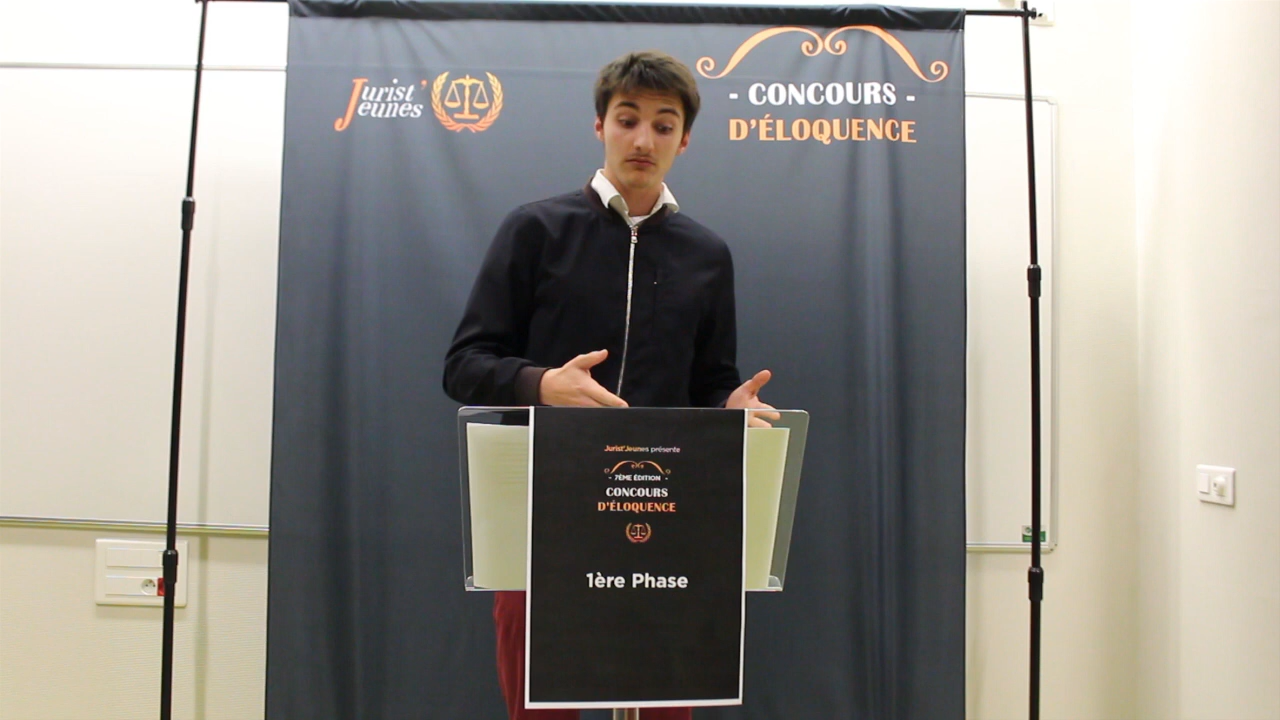 Jurist'
Jeunes
- CONCOURS -
D'ÉLOQUENCE
Jurist'Jeunes présente
- 7ÈME ÉDITION -
CONCOURS
D'ÉLOQUENCE
1ère Phase